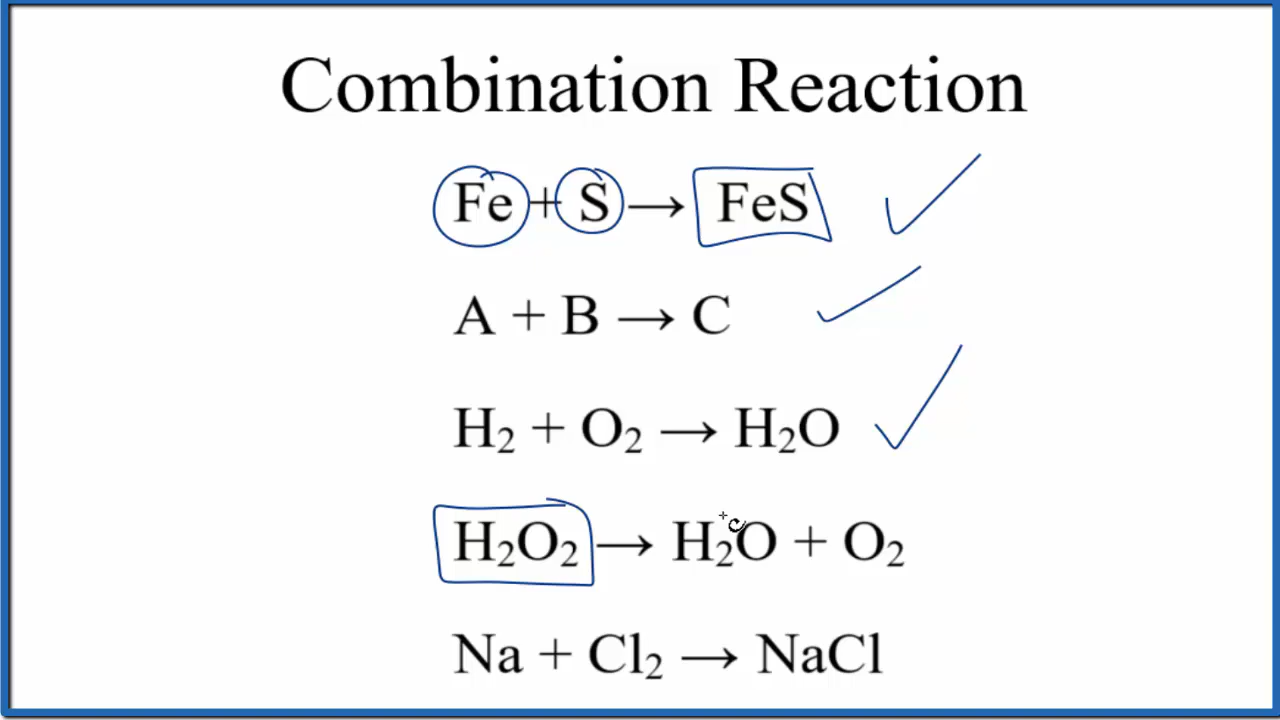 Combination Reaction
Fe + S → FeS
A + B → C
H₂ + O₂ → H₂O
H₂O₂ → H₂O + O₂
Na + Cl₂ → NaCl